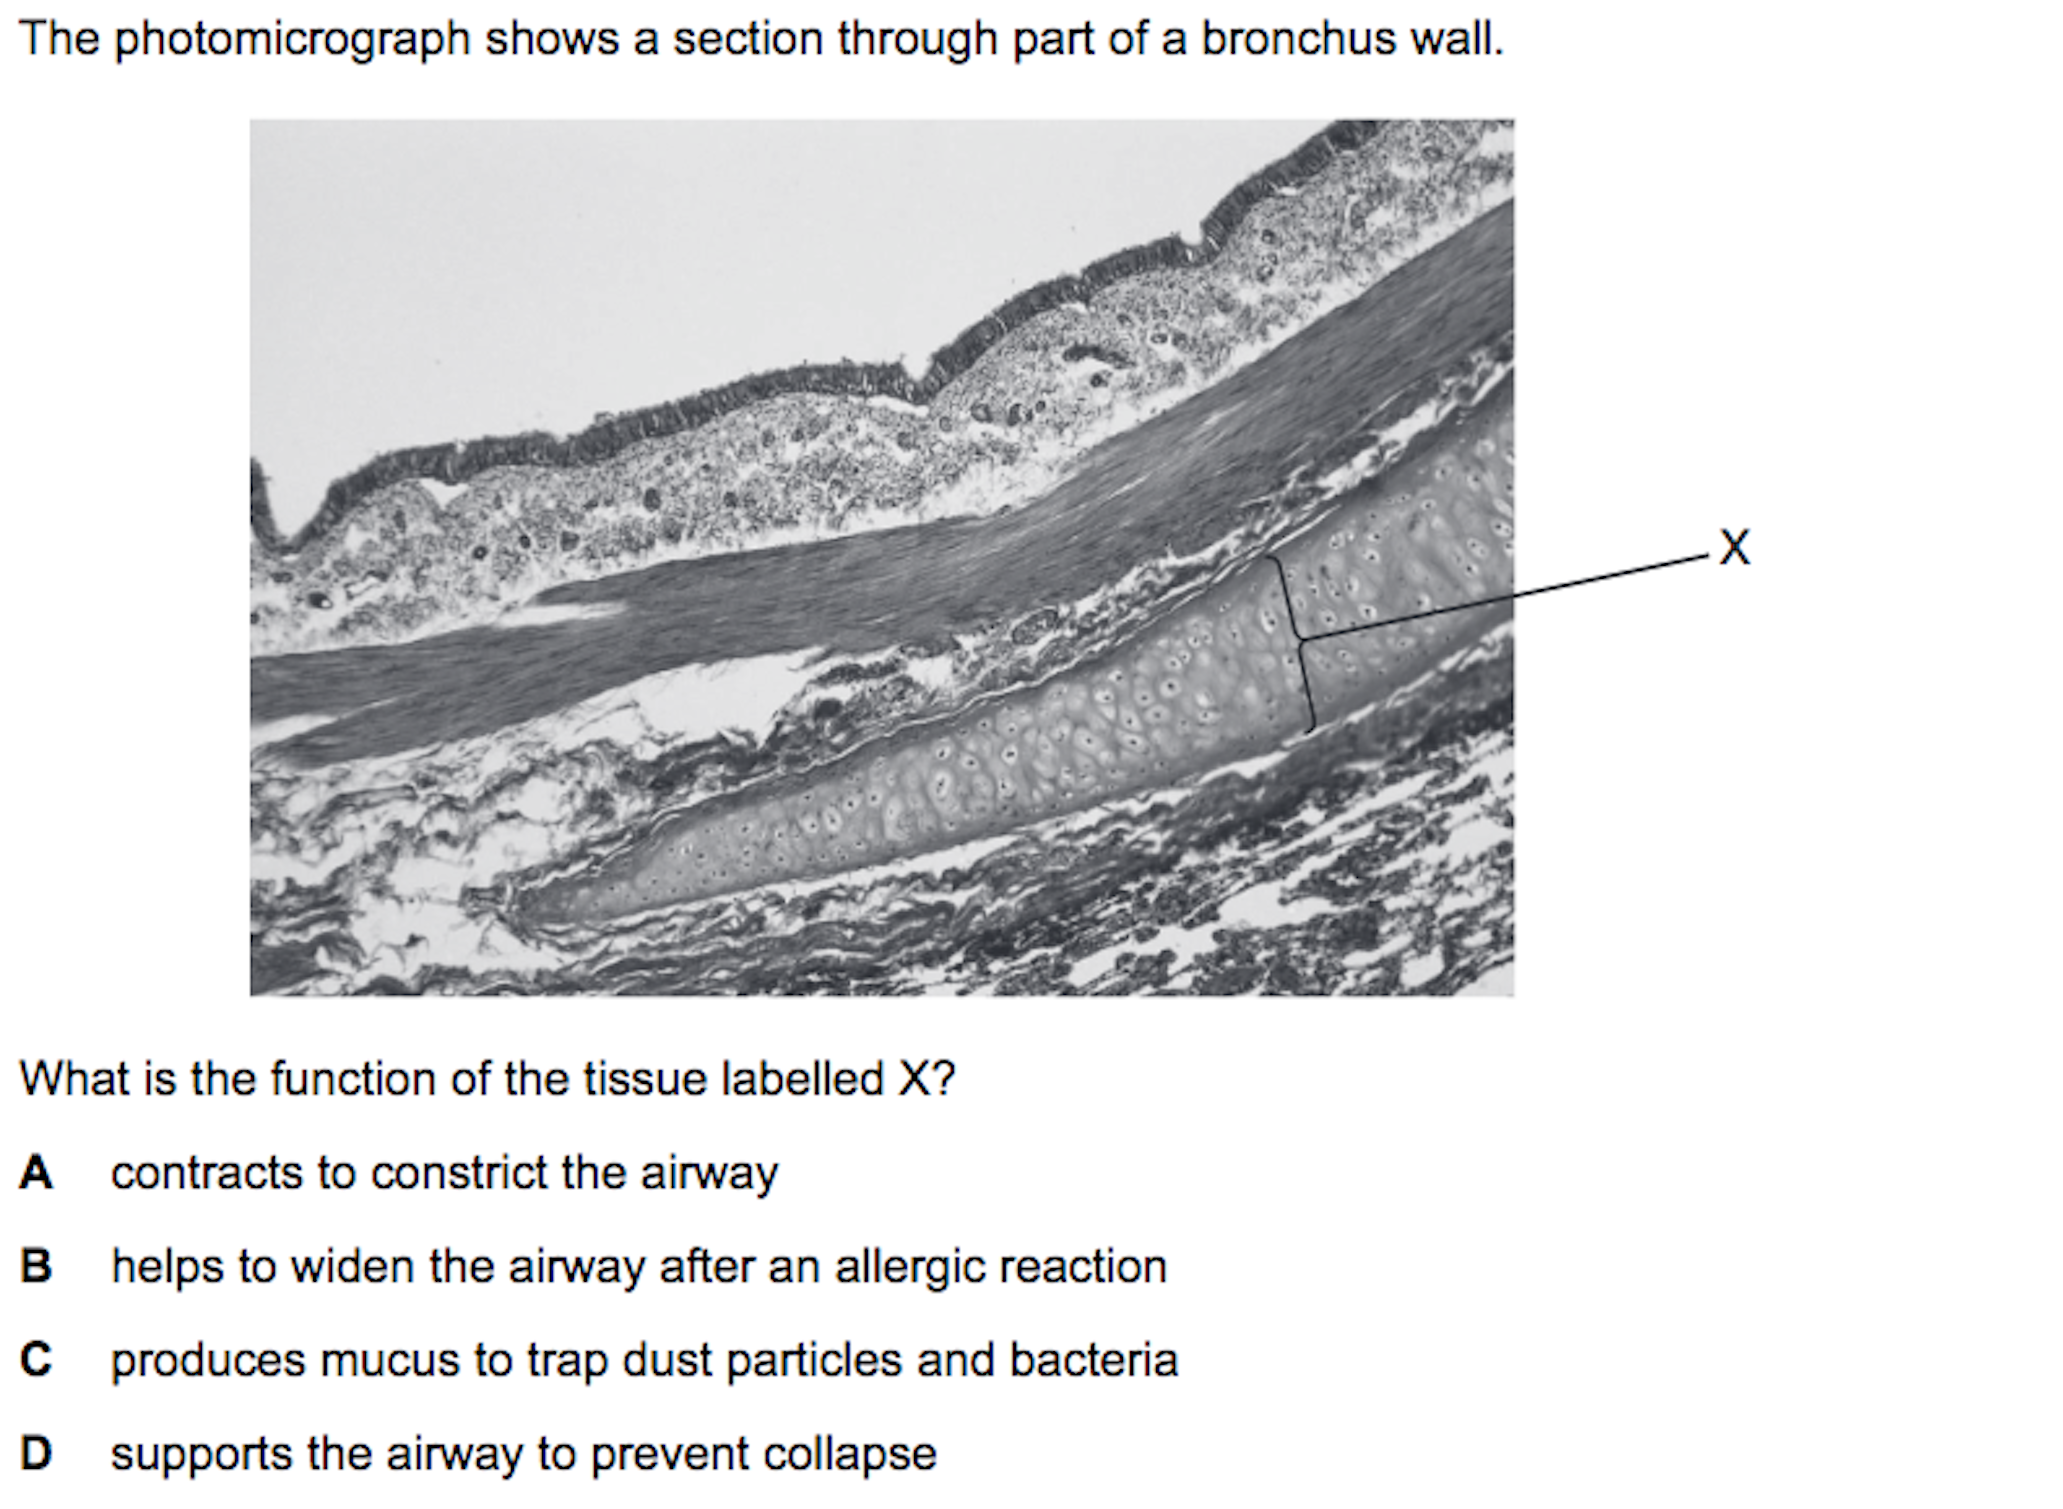 The photomicrograph shows a section through part of a bronchus wall.
X
What is the function of the tissue labelled X?
A contracts to constrict the airway
B helps to widen the airway after an allergic reaction
C produces mucus to trap dust particles and bacteria
D supports the airway to prevent collapse